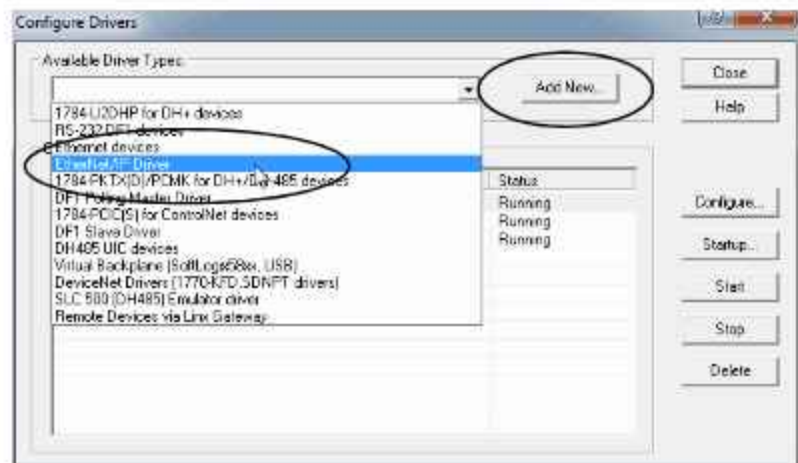 Configure Drivers
Available Driver Types:
Add New...
Close
Help
1784-U2DHP for DH+ devices
RS-232 DF1 devices
Ethernet devices
EtherNet/IP Driver
1784-PKTX(D)/PCMK for DH+/DH-485 devices
DF1 Polling Master Driver
1784-PCIC(S) for ControlNet devices
DF1 Slave Driver
DH485 UIC devices
Virtual Backplane (SoftLogix58xx, USB)
DeviceNet Drivers (1770-KFD,SDNPT drivers)
SLC 500 (DH485) Emulator driver
Remote Devices via Linx Gateway
Status
Running
Running
Running
Configure...
Startup...
Start
Stop
Delete